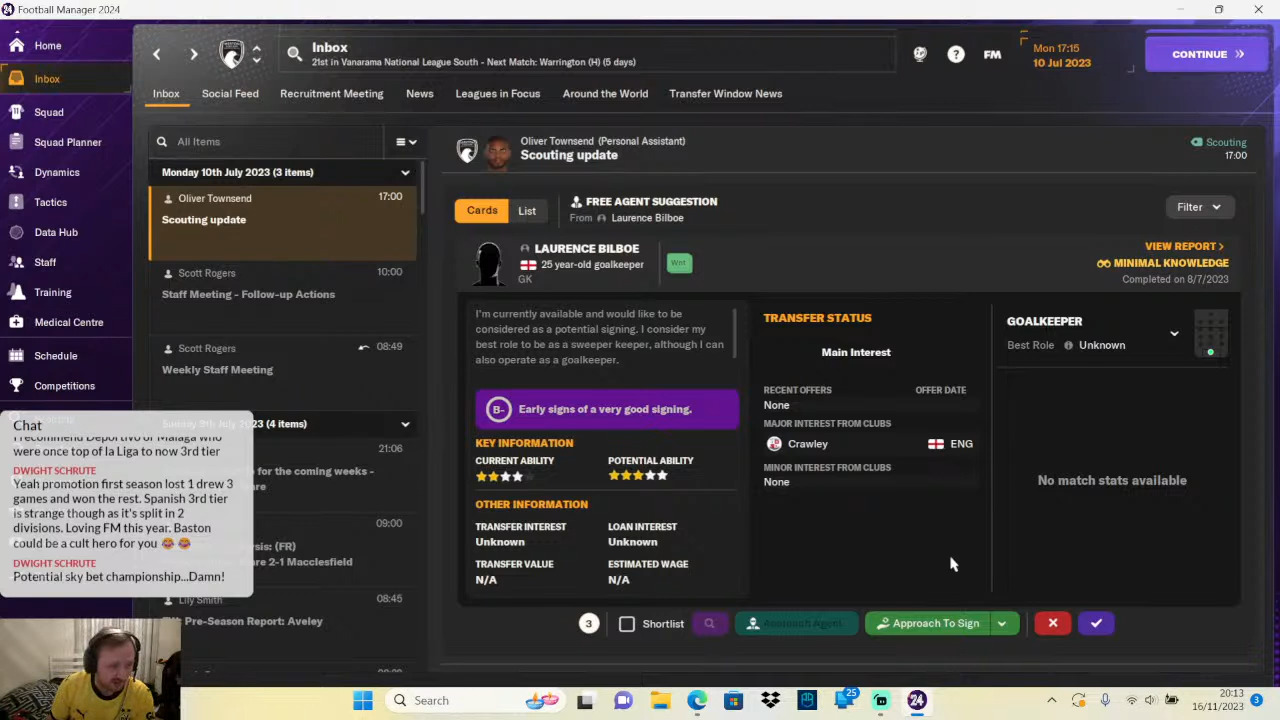 Football Manager 2024
Home
Inbox
21st in Vanarama National League South - Next Match: Warrington (H) (5 days)
FM
Mon 17:15
10 Jul 2023
CONTINUE
Inbox
Inbox
Social Feed
Recruitment Meeting
News
Leagues in Focus
Around the World
Transfer Window News
Squad
Squad Planner
Dynamics
Tactics
Data Hub
Staff
Training
Medical Centre
Schedule
Competitions
All Items
Monday 10th July 2023 (3 items)
Oliver Townsend
17:00
Scouting update
Scott Rogers
10:00
Staff Meeting - Follow-up Actions
Scott Rogers
08:49
Weekly Staff Meeting
9th July 2023 (4 items)
21:06
for the coming weeks -
09:00
(FR)
2-1 Macclesfield
Lily Smith
08:45
Pre-Season Report: Aveley
Oliver Townsend (Personal Assistant)
Scouting update
Scouting
17:00
Cards
List
FREE AGENT SUGGESTION
From Laurence Bilboe
Filter
LAURENCE BILBOE
25 year-old goalkeeper
GK
Wnt
VIEW REPORT >
MINIMAL KNOWLEDGE
Completed on 8/7/2023
I'm currently available and would like to be
considered as a potential signing. I consider my
best role to be as a sweeper keeper, although I can
also operate as a goalkeeper.
B-
Early signs of a very good signing.
KEY INFORMATION
CURRENT ABILITY
POTENTIAL ABILITY
OTHER INFORMATION
TRANSFER INTEREST
LOAN INTEREST
Unknown
Unknown
TRANSFER VALUE
ESTIMATED WAGE
N/A
N/A
TRANSFER STATUS
Main Interest
RECENT OFFERS
OFFER DATE
None
MAJOR INTEREST FROM CLUBS
Crawley
ENG
MINOR INTEREST FROM CLUBS
None
GOALKEEPER
Best Role
Unknown
No match stats available
3
Shortlist
Approach Agent
Approach To Sign
Chat
I recommend Deportivo or Malaga who
were once top of la Liga to now 3rd tier
DWIGHT SCHRUTE
Yeah promotion first season lost 1 drew 3
games and won the rest. Spanish 3rd tier
is strange though as it's split in 2
divisions. Loving FM this year. Baston
could be a cult hero for you 😂 😂
DWIGHT SCHRUTE
Potential sky bet championship...Damn!
Search
25
24
20:13
16/11/2023
3